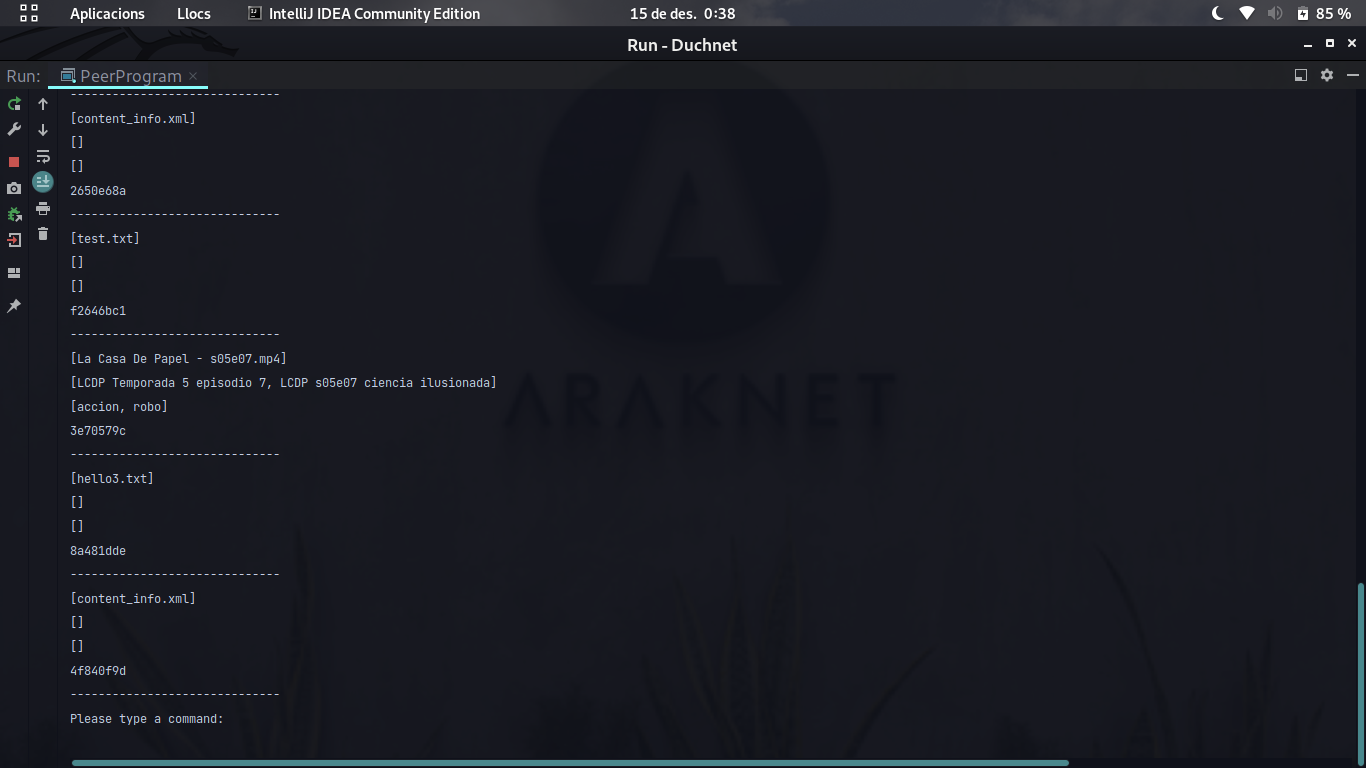 Aplicacions Llocs IntelliJ IDEA Community Edition 15 de des. 0:38 85 %
Run - Duchnet
Run: PeerProgram
------------------------------
[content_info.xml]
[]
[]
2650e68a
------------------------------
[test.txt]
[]
[]
f2646bc1
------------------------------
[La Casa De Papel - s05e07.mp4]
[LCDP Temporada 5 episodio 7, LCDP s05e07 ciencia ilusionada]
[accion, robo]
3e70579c
------------------------------
[hello3.txt]
[]
[]
8a481dde
------------------------------
[content_info.xml]
[]
[]
4f840f9d
------------------------------
Please type a command:
ARAKNET